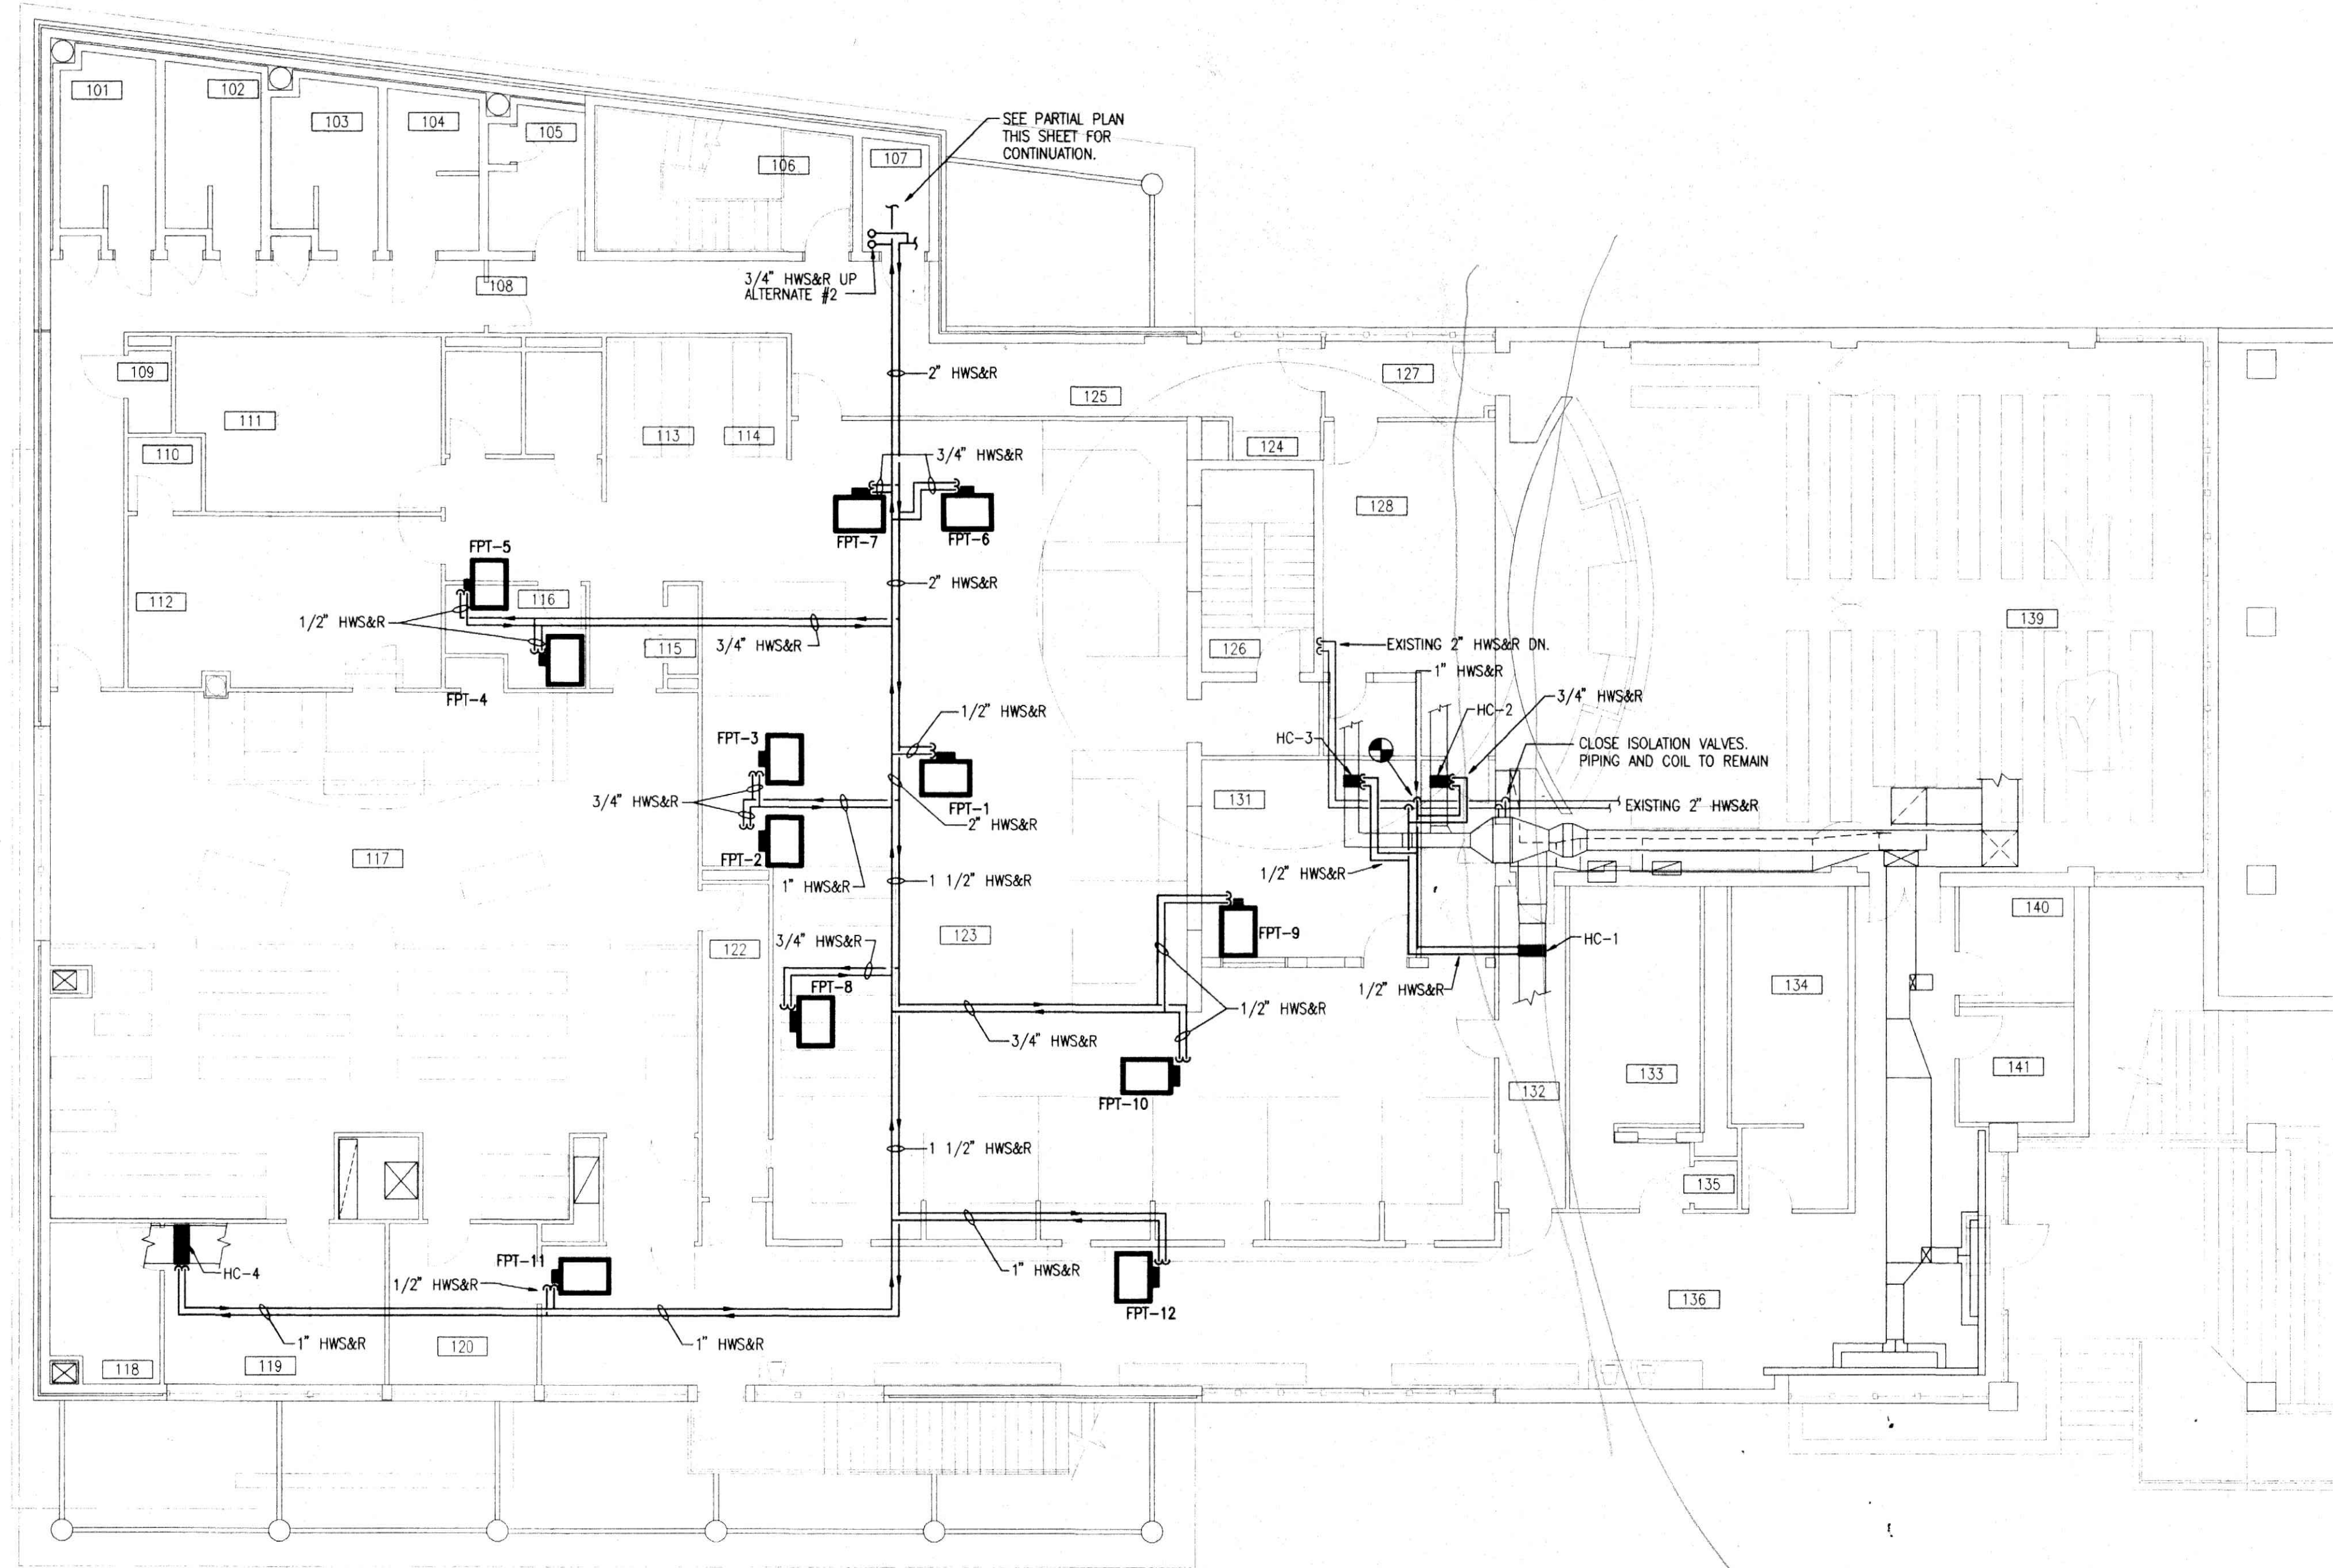 101
102
103
104
105
106
107
SEE PARTIAL PLAN
THIS SHEET FOR
CONTINUATION.
108
3/4" HWS&R UP
ALTERNATE #2
109
2" HWS&R
125
127
111
113
114
110
3/4" HWS&R
124
128
FPT-5
FPT-7
FPT-6
112
116
2" HWS&R
1/2" HWS&R
3/4" HWS&R
115
126
EXISTING 2" HWS&R DN.
139
1" HWS&R
FPT-4
3/4" HWS&R
1/2" HWS&R
HC-2
FPT-3
HC-3
CLOSE ISOLATION VALVES.
PIPING AND COIL TO REMAIN
3/4" HWS&R
FPT-1
131
EXISTING 2" HWS&R
2" HWS&R
117
FPT-2
1" HWS&R
1 1/2" HWS&R
1/2" HWS&R
140
3/4" HWS&R
122
123
FPT-9
HC-1
FPT-8
1/2" HWS&R
134
1/2" HWS&R
3/4" HWS&R
133
141
132
FPT-10
1 1/2" HWS&R
135
FPT-11
HC-4
1/2" HWS&R
1" HWS&R
136
FPT-12
1" HWS&R
1" HWS&R
118
119
120